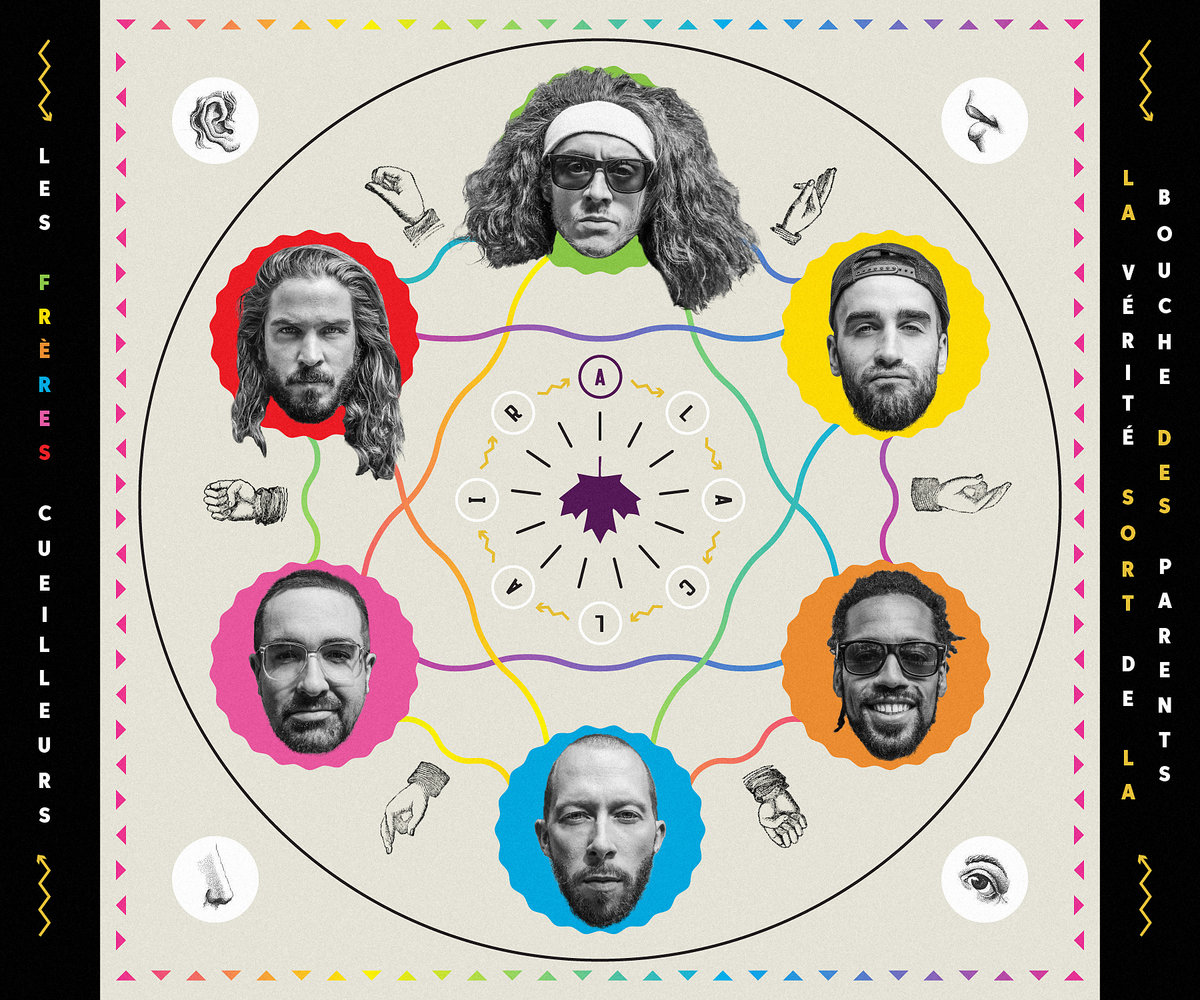 LES FRÈRES CUEILLEURS
A L A C L A I R
LA VÉRITÉ SORT DE LA
BOUCHE DES PARENTS